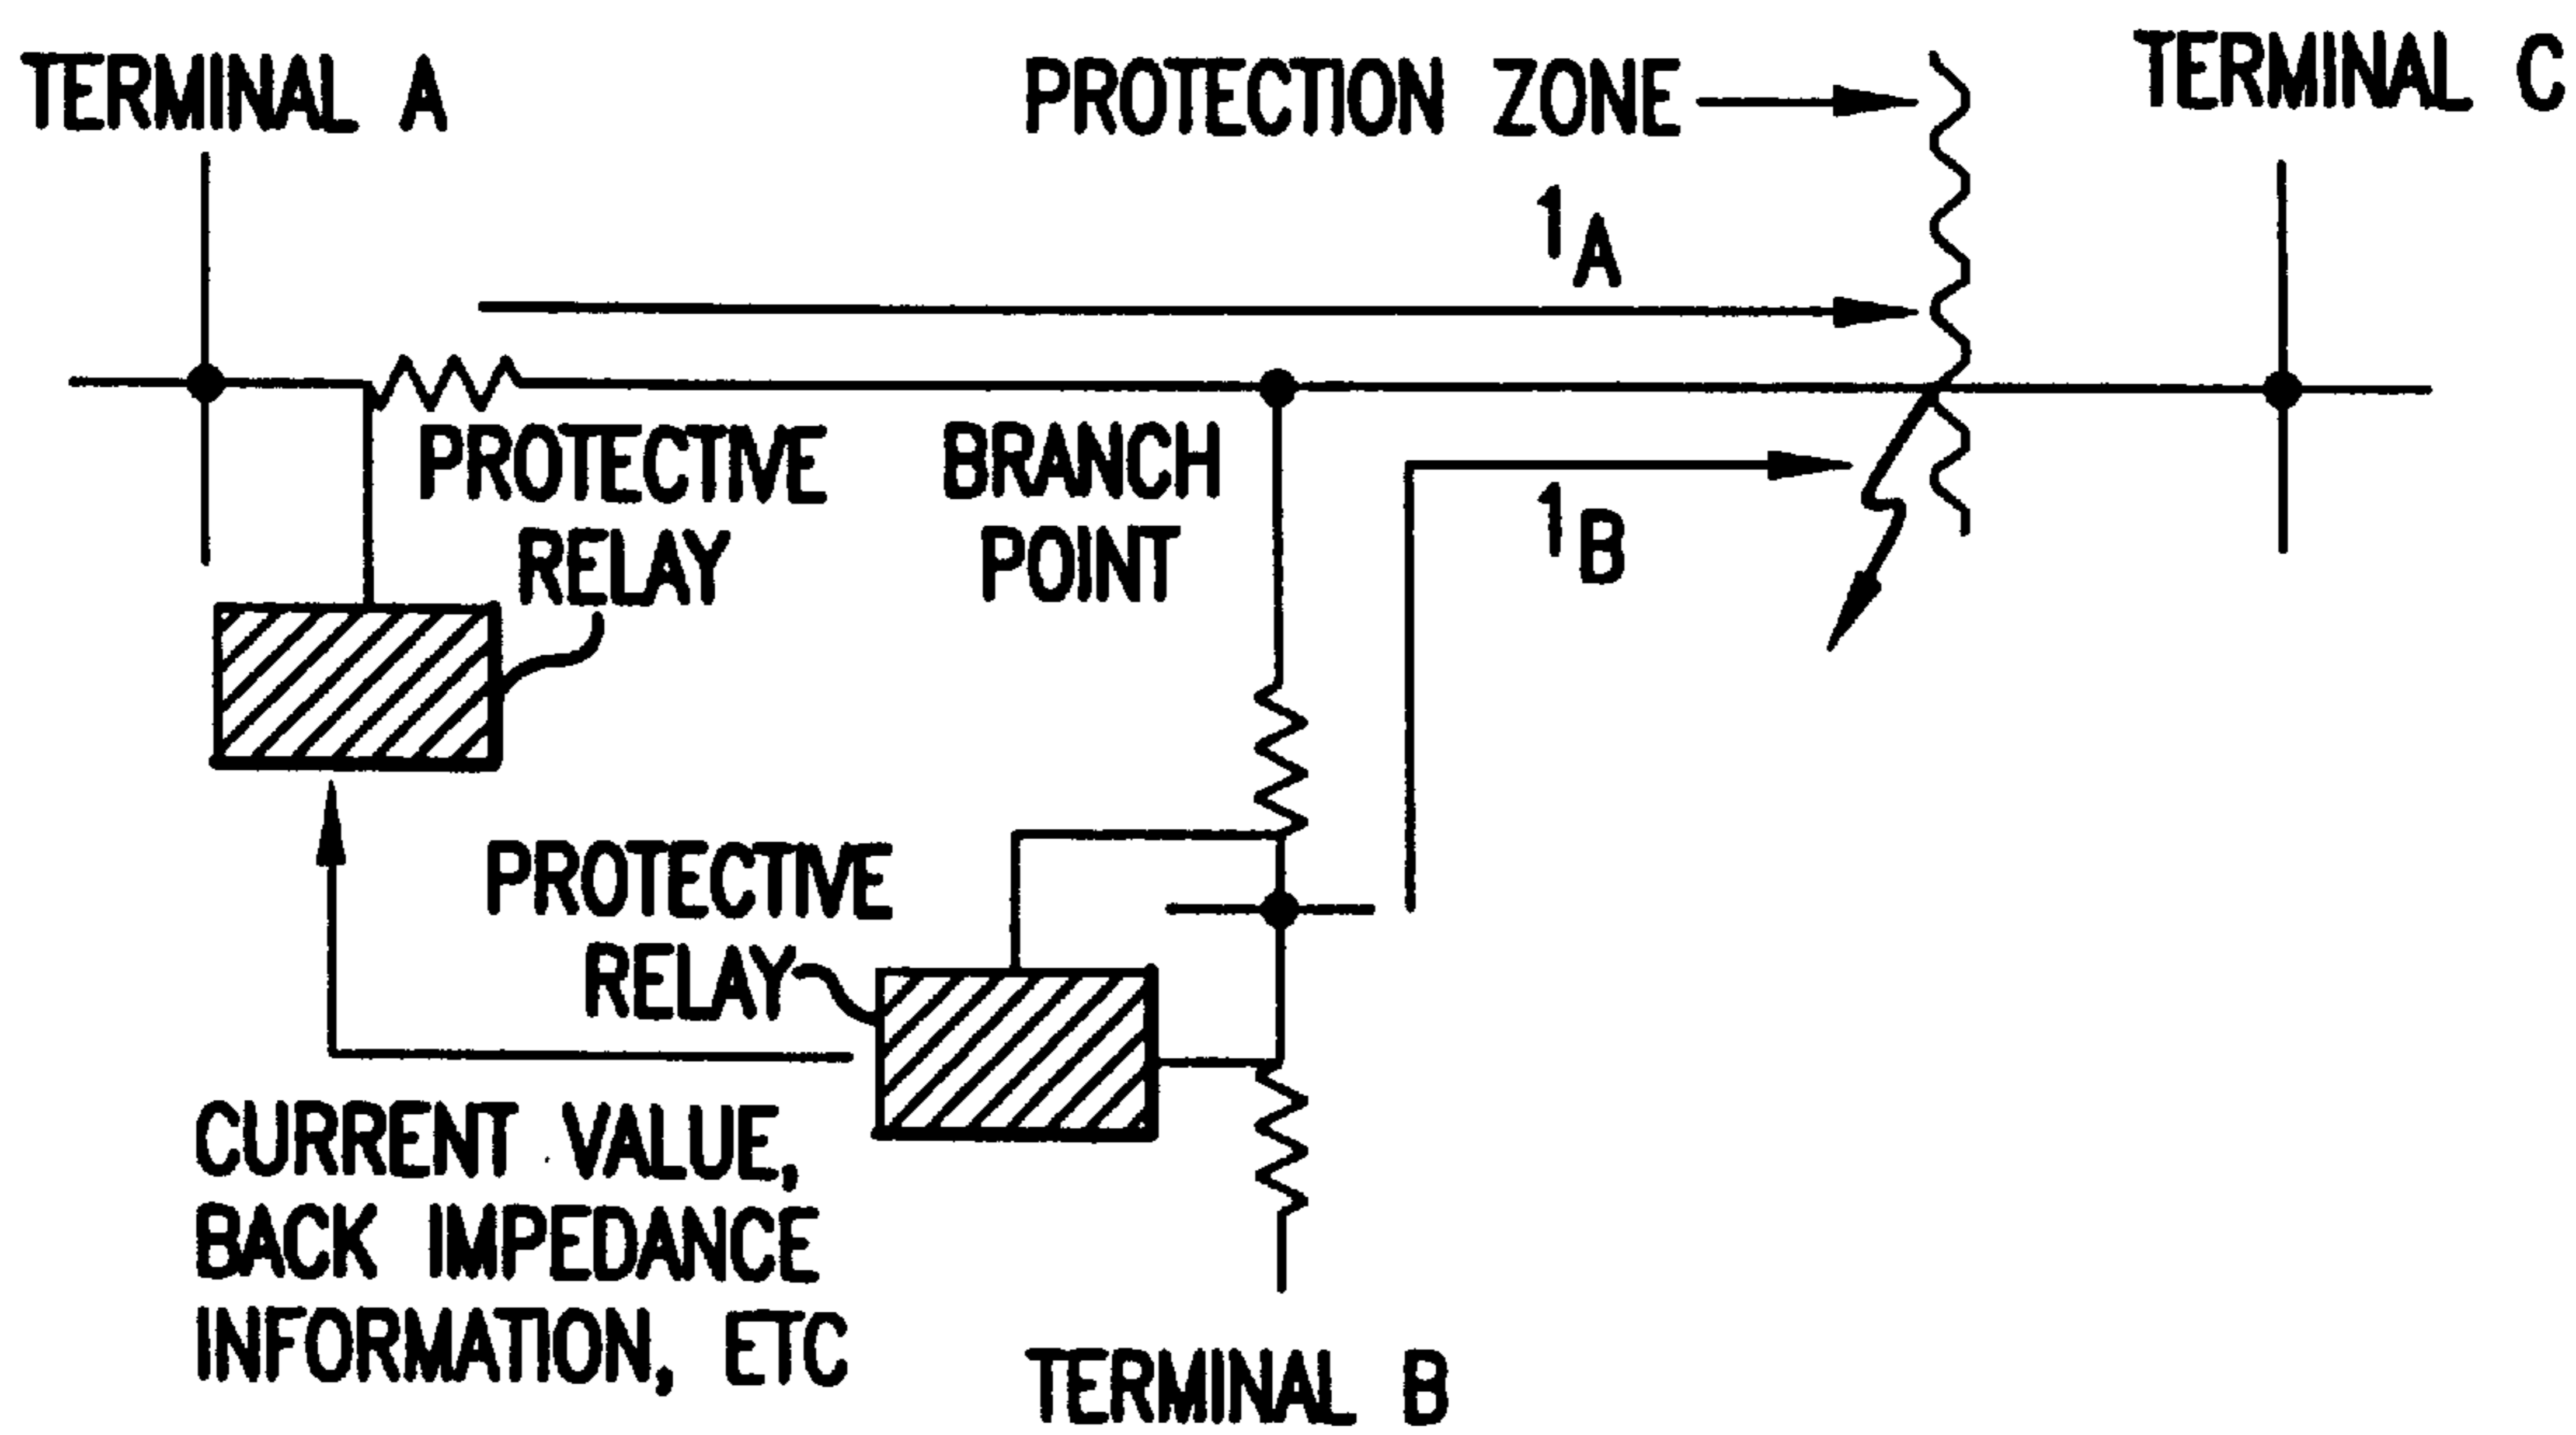 TERMINAL A
PROTECTION ZONE
TERMINAL C
1A
PROTECTIVE
RELAY
BRANCH
POINT
1B
PROTECTIVE
RELAY
CURRENT VALUE,
BACK IMPEDANCE
INFORMATION, ETC
TERMINAL B